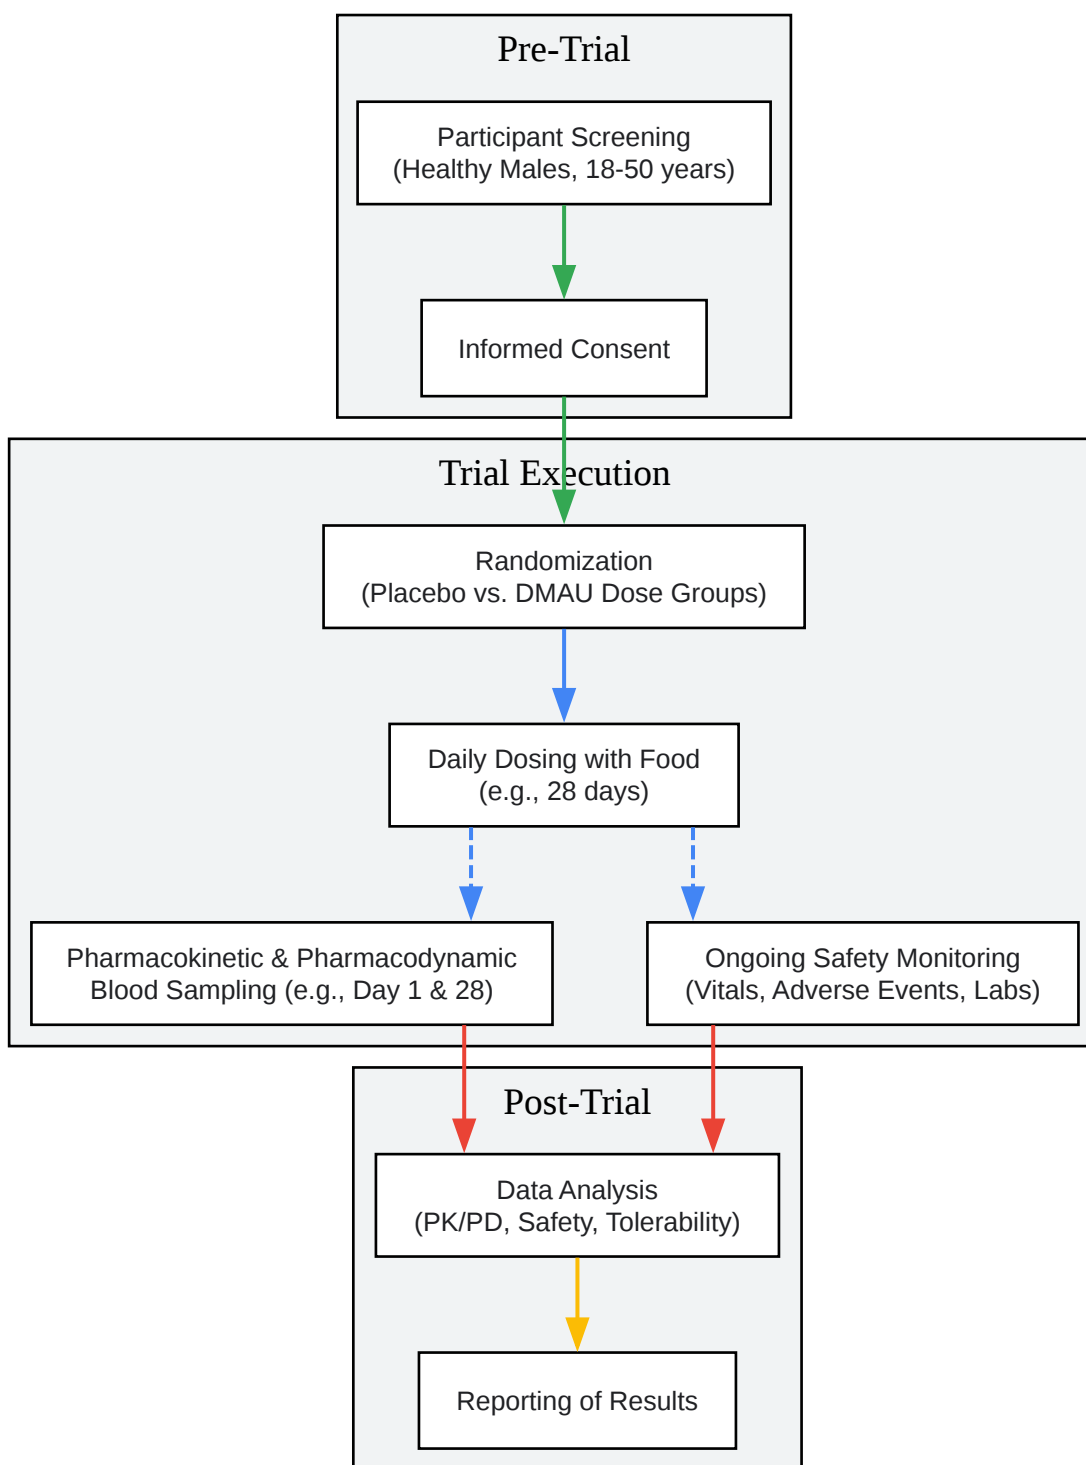 Pre-Trial
Participant Screening
(Healthy Males, 18-50 years)
Informed Consent
Trial Execution
Randomization
(Placebo vs. DMAU Dose Groups)
Daily Dosing with Food
(e.g., 28 days)
Pharmacokinetic & Pharmacodynamic
Blood Sampling (e.g., Day 1 & 28)
Ongoing Safety Monitoring
(Vitals, Adverse Events, Labs)
Post-Trial
Data Analysis
(PK/PD, Safety, Tolerability)
Reporting of Results